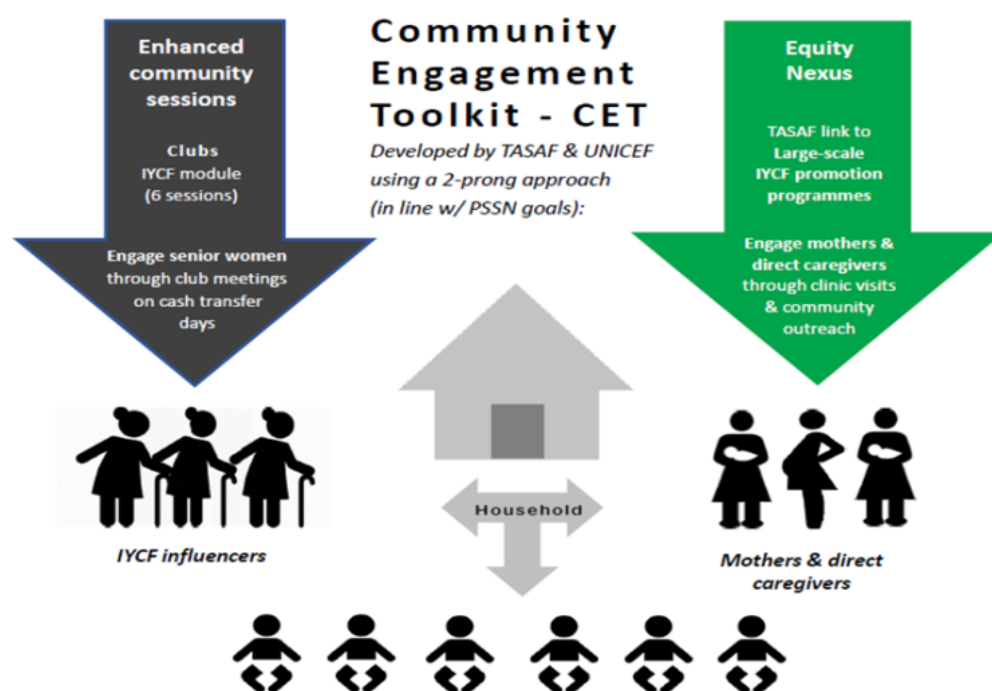 Enhanced
community
sessions
Clubs
IYCF module
(6 sessions)
Engage senior women
through club meetings
on cash transfer
days
IYCF influencers
Community
Engagement
Toolkit - CET
Developed by TASAF & UNICEF
using a 2-prong approach
(in line w/ PSSN goals):
Household
Equity
Nexus
TASAF link to
Large-scale
IYCF promotion
programmes
Engage mothers &
direct caregivers
through clinic visits
& community
outreach
Mothers & direct
caregivers